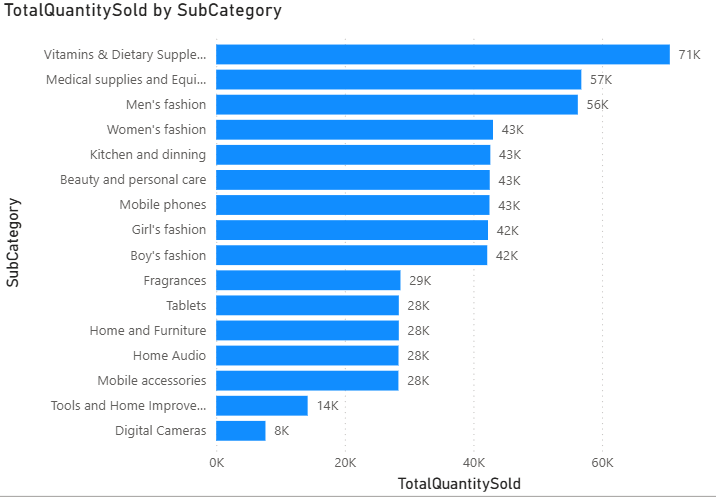 TotalQuantitySold by SubCategory
Vitamins & Dietary Supple... 71K
Medical supplies and Equi... 57K
Men's fashion 56K
Women's fashion 43K
Kitchen and dinning 43K
Beauty and personal care 43K
Mobile phones 43K
Girl's fashion 42K
Boy's fashion 42K
Fragrances 29K
Tablets 28K
Home and Furniture 28K
Home Audio 28K
Mobile accessories 28K
Tools and Home Improve... 14K
Digital Cameras 8K
SubCategory
0K 20K 40K 60K
TotalQuantitySold